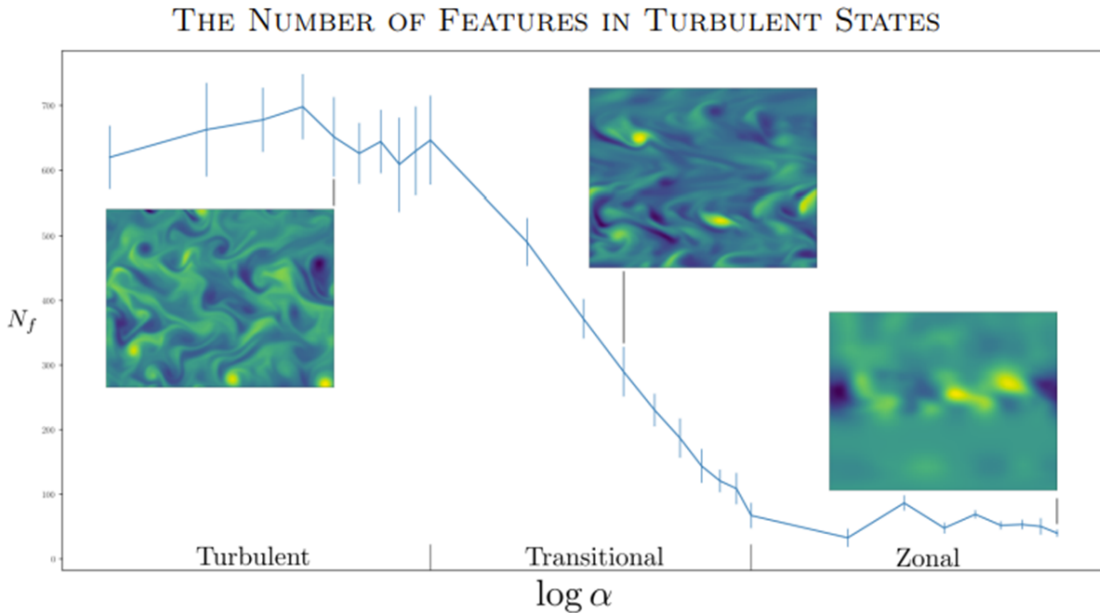 THE NUMBER OF FEATURES IN TURBULENT STATES
700
600
500
400
300
200
100
0
N_f
Turbulent
Transitional
Zonal
log α